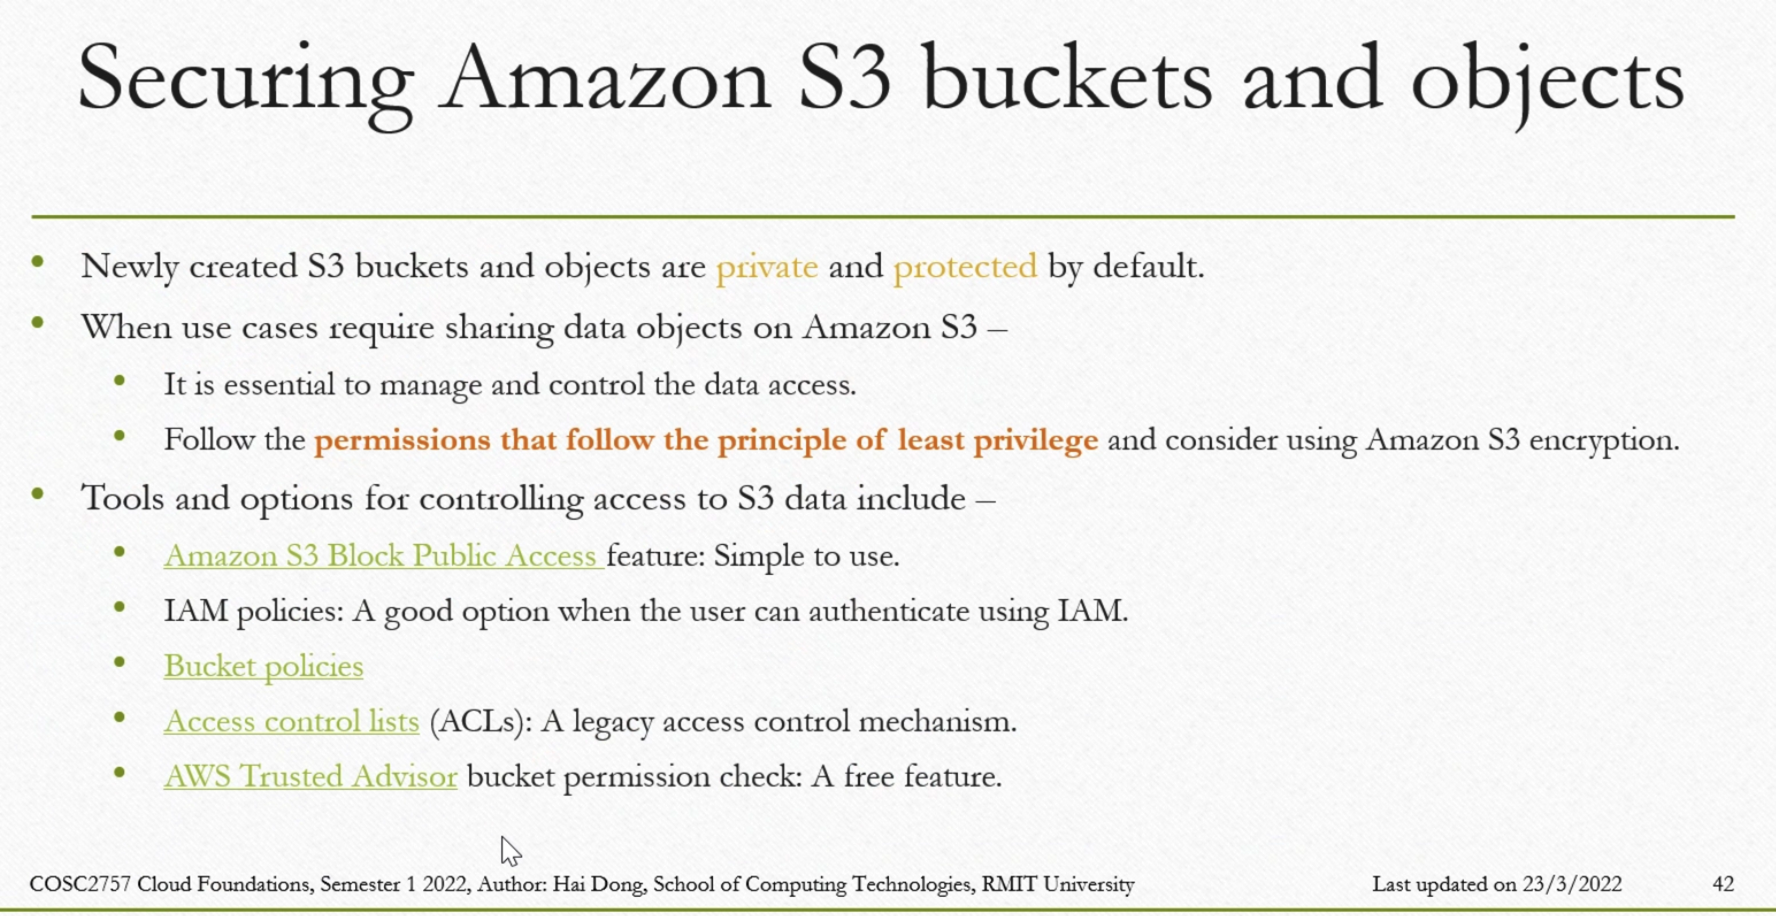 Securing Amazon S3 buckets and objects
• Newly created S3 buckets and objects are private and protected by default.
• When use cases require sharing data objects on Amazon S3 –
• It is essential to manage and control the data access.
• Follow the permissions that follow the principle of least privilege and consider using Amazon S3 encryption.
• Tools and options for controlling access to S3 data include –
• Amazon S3 Block Public Access feature: Simple to use.
• IAM policies: A good option when the user can authenticate using IAM.
• Bucket policies
• Access control lists (ACLs): A legacy access control mechanism.
• AWS Trusted Advisor bucket permission check: A free feature.
COSC2757 Cloud Foundations, Semester 1 2022, Author: Hai Dong, School of Computing Technologies, RMIT University Last updated on 23/3/2022 42